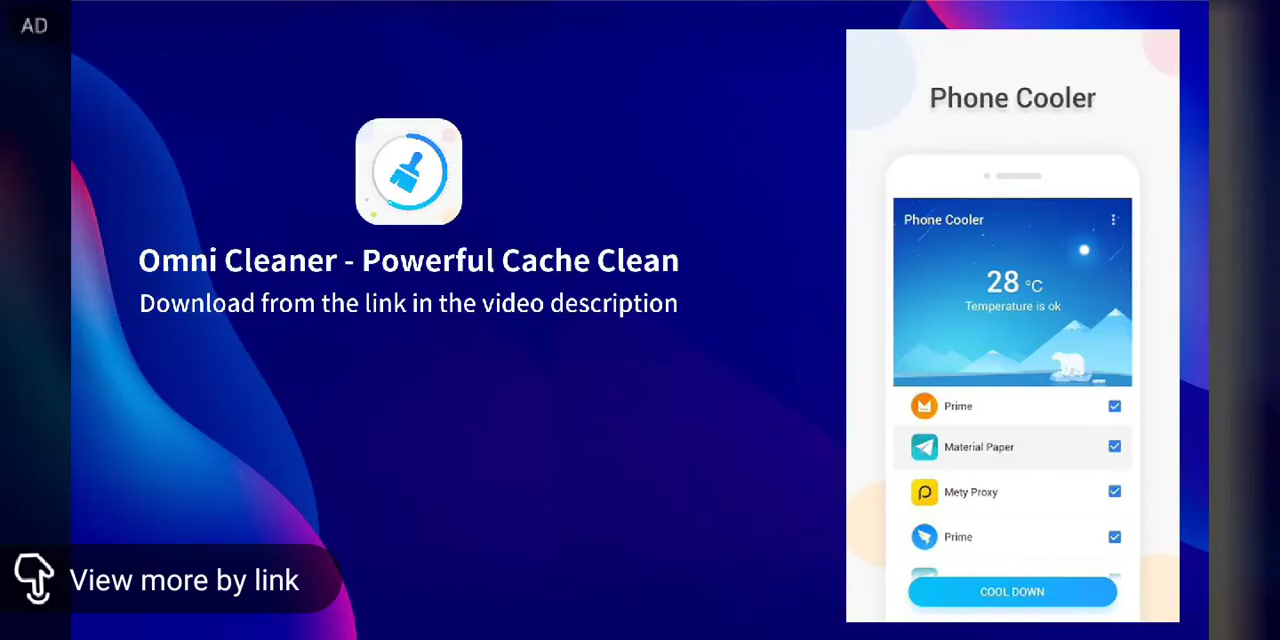 AD
Omni Cleaner - Powerful Cache Clean
Download from the link in the video description
View more by link
Phone Cooler
Phone Cooler
28 °C
Temperature is ok
Prime
Material Paper
Mety Proxy
Prime
COOL DOWN